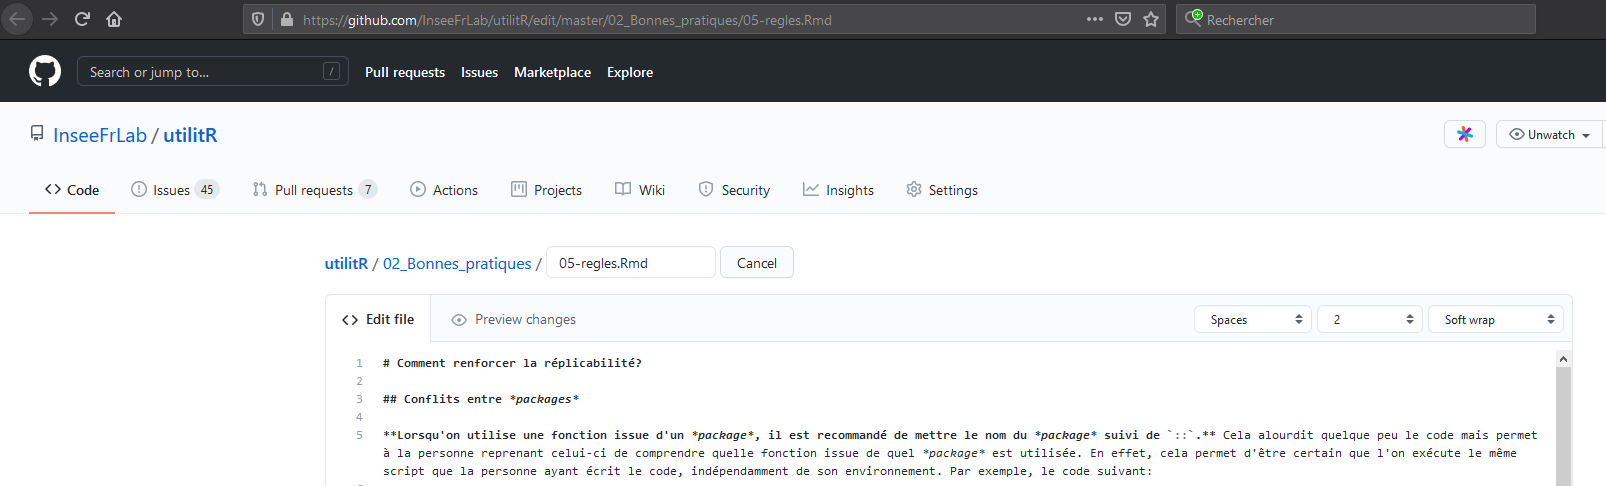 https://github.com/InseeFrLab/utilitR/edit/master/02_Bonnes_pratiques/05-regles.Rmd
Rechercher
Search or jump to...
/
Pull requests
Issues
Marketplace
Explore
InseeFrLab / utilitR
Unwatch
Code
Issues 45
Pull requests 7
Actions
Projects
Wiki
Security
Insights
Settings
utilitR / 02_Bonnes_pratiques / 05-regles.Rmd
Cancel
Edit file
Preview changes
Spaces
2
Soft wrap
1 # Comment renforcer la réplicabilité?
2
3 ## Conflits entre *packages*
4
5 **Lorsqu'on utilise une fonction issue d'un *package*, il est recommandé de mettre le nom du *package* suivi de `::`.** Cela alourdit quelque peu le code mais permet
à la personne reprenant celui-ci de comprendre quelle fonction issue de quel *package* est utilisée. En effet, cela permet d'être certain que l'on exécute le même
script que la personne ayant écrit le code, indépendamment de son environnement. Par exemple, le code suivant: